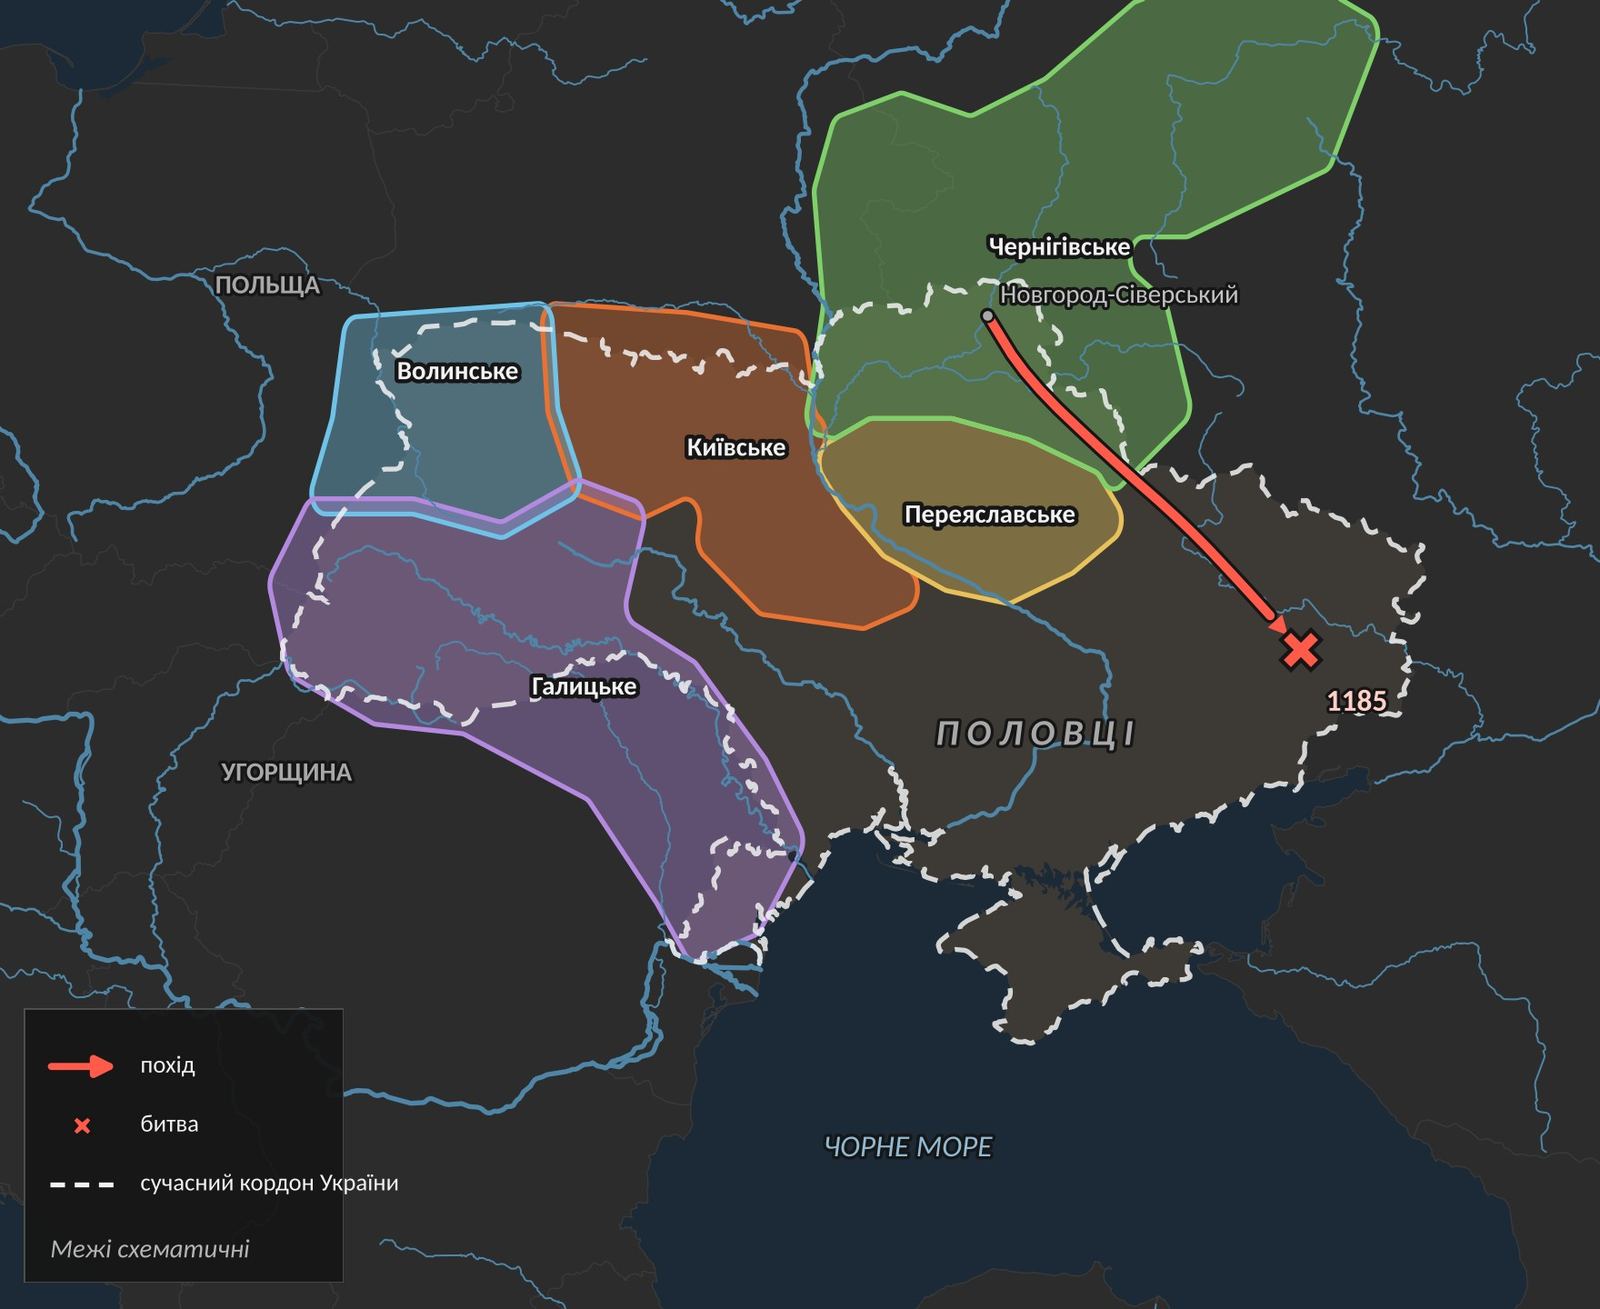 Чернігівське
ПОЛЬЩА
Новгород-Сіверський
Волинське
Київське
Переяславське
Галицьке
1185
ПОЛОВЦІ
УГОРЩИНА
похід
битва
ЧОРНЕ МОРЕ
сучасний кордон України
Межі схематичні